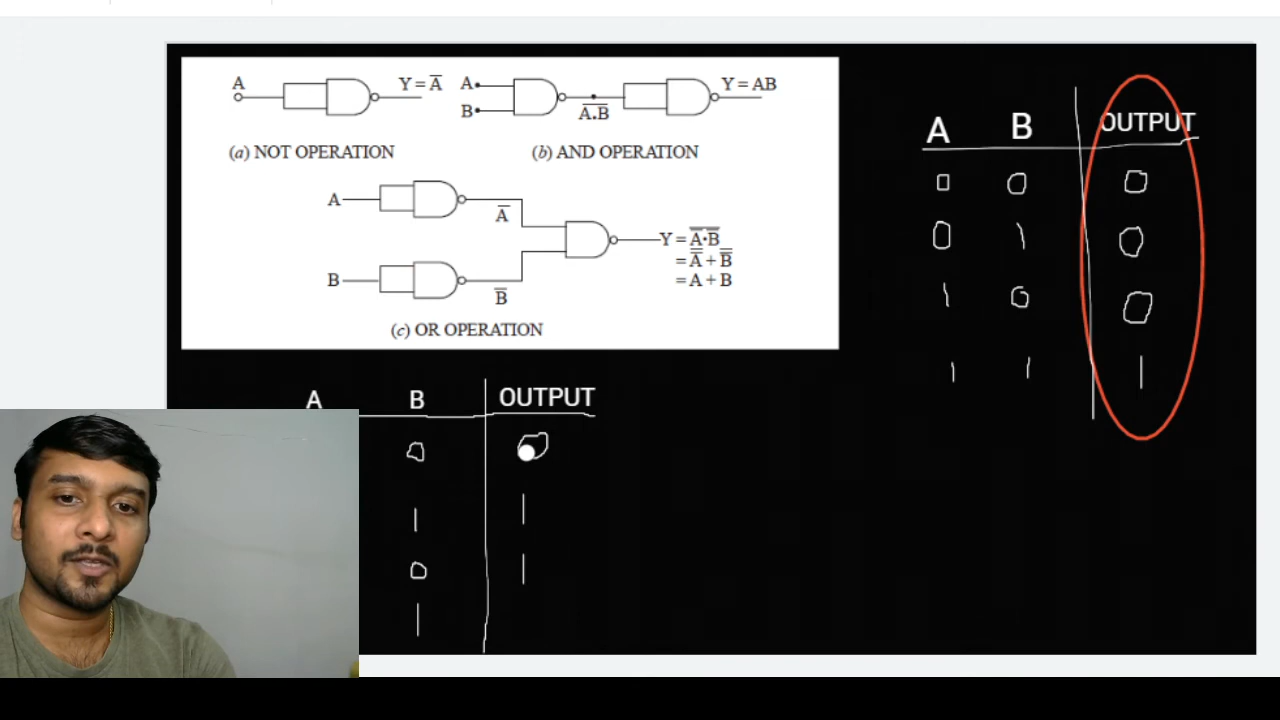 A Y = A̅ A B A̅.̅B̅ Y = AB
(a) NOT OPERATION (b) AND OPERATION
A A̅
B B̅
Y = A̅̅·̅B̅̅
= A̅̅ + B̅̅
= A + B
(c) OR OPERATION
A B OUTPUT
0 0 0
0 1 0
1 0 0
1 1 1
A B OUTPUT
0 0
1 1
0 1
1